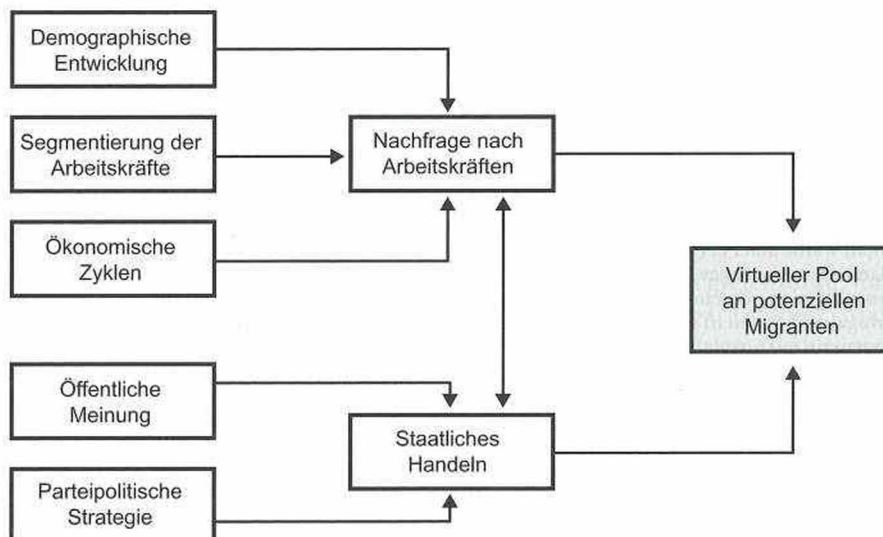 Demographische
Entwicklung
Segmentierung der
Arbeitskräfte
Nachfrage nach
Arbeitskräften
Ökonomische
Zyklen
Virtueller Pool
an potenziellen
Migranten
Öffentliche
Meinung
Staatliches
Handeln
Parteipolitische
Strategie